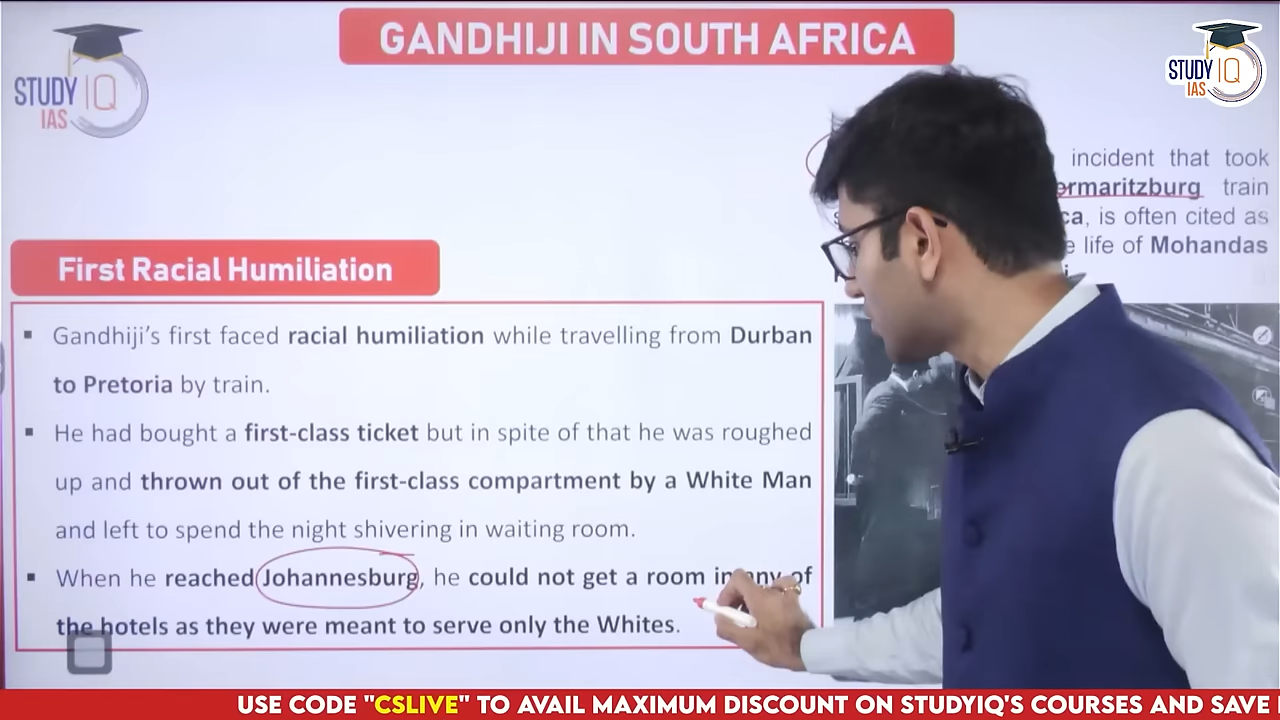 GANDHIJI IN SOUTH AFRICA
STUDY IQ
IAS
STUDY IQ
IAS
incident that took
ermaritzburg train
ca, is often cited as
e life of Mohandas
First Racial Humiliation
▪ Gandhiji's first faced racial humiliation while travelling from Durban
to Pretoria by train.
▪ He had bought a first-class ticket but in spite of that he was roughed
up and thrown out of the first-class compartment by a White Man
and left to spend the night shivering in waiting room.
▪ When he reached Johannesburg, he could not get a room in any of
the hotels as they were meant to serve only the Whites.
USE CODE "CSLIVE" TO AVAIL MAXIMUM DISCOUNT ON STUDYIQ'S COURSES AND SAVE